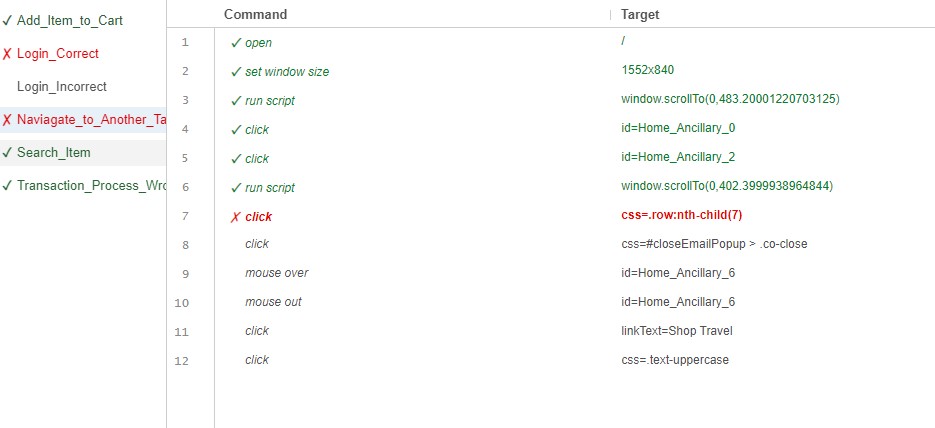 Command Target
✓ Add_Item_to_Cart
✗ Login_Correct
Login_Incorrect
✗ Naviagate_to_Another_Ta
✓ Search_Item
✓ Transaction_Process_Wro
1 ✓ open /
2 ✓ set window size 1552x840
3 ✓ run script window.scrollTo(0,483.20001220703125)
4 ✓ click id=Home_Ancillary_0
5 ✓ click id=Home_Ancillary_2
6 ✓ run script window.scrollTo(0,402.3999938964844)
7 ✗ click css=.row:nth-child(7)
8 click css=#closeEmailPopup > .co-close
9 mouse over id=Home_Ancillary_6
10 mouse out id=Home_Ancillary_6
11 click linkText=Shop Travel
12 click css=.text-uppercase